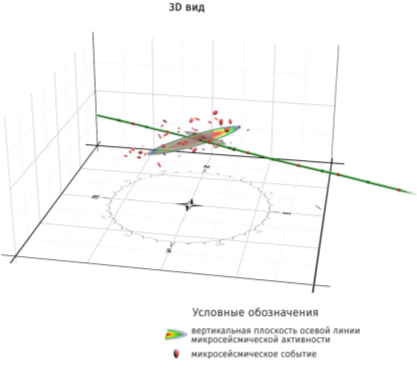 3D вид
E
S
Условные обозначения
вертикальная плоскость осевой линии
микросейсмической активности
микросейсмическое событие